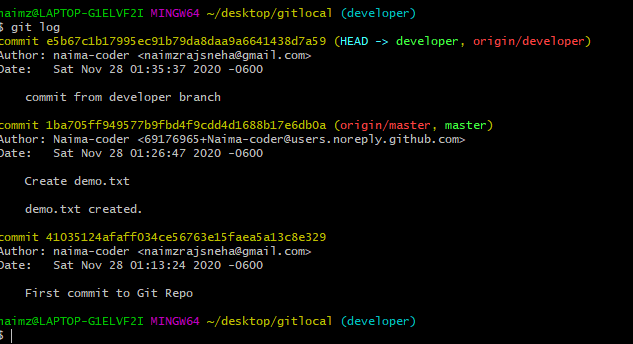 naimz@LAPTOP-G1ELVF2I MINGW64 ~/desktop/gitlocal (developer)
$ git log
commit e5b67c1b17995ec91b79da8daa9a6641438d7a59 (HEAD -> developer, origin/developer)
Author: naima-coder <naimzrajsneha@gmail.com>
Date:   Sat Nov 28 01:35:37 2020 -0600
    commit from developer branch
commit 1ba705ff949577b9fbd4f9cdd4d1688b17e6db0a (origin/master, master)
Author: Naima-coder <69176965+Naima-coder@users.noreply.github.com>
Date:   Sat Nov 28 01:26:47 2020 -0600
    Create demo.txt
    demo.txt created.
commit 41035124afaff034ce56763e15faea5a13c8e329
Author: naima-coder <naimzrajsneha@gmail.com>
Date:   Sat Nov 28 01:13:24 2020 -0600
    First commit to Git Repo
naimz@LAPTOP-G1ELVF2I MINGW64 ~/desktop/gitlocal (developer)
$